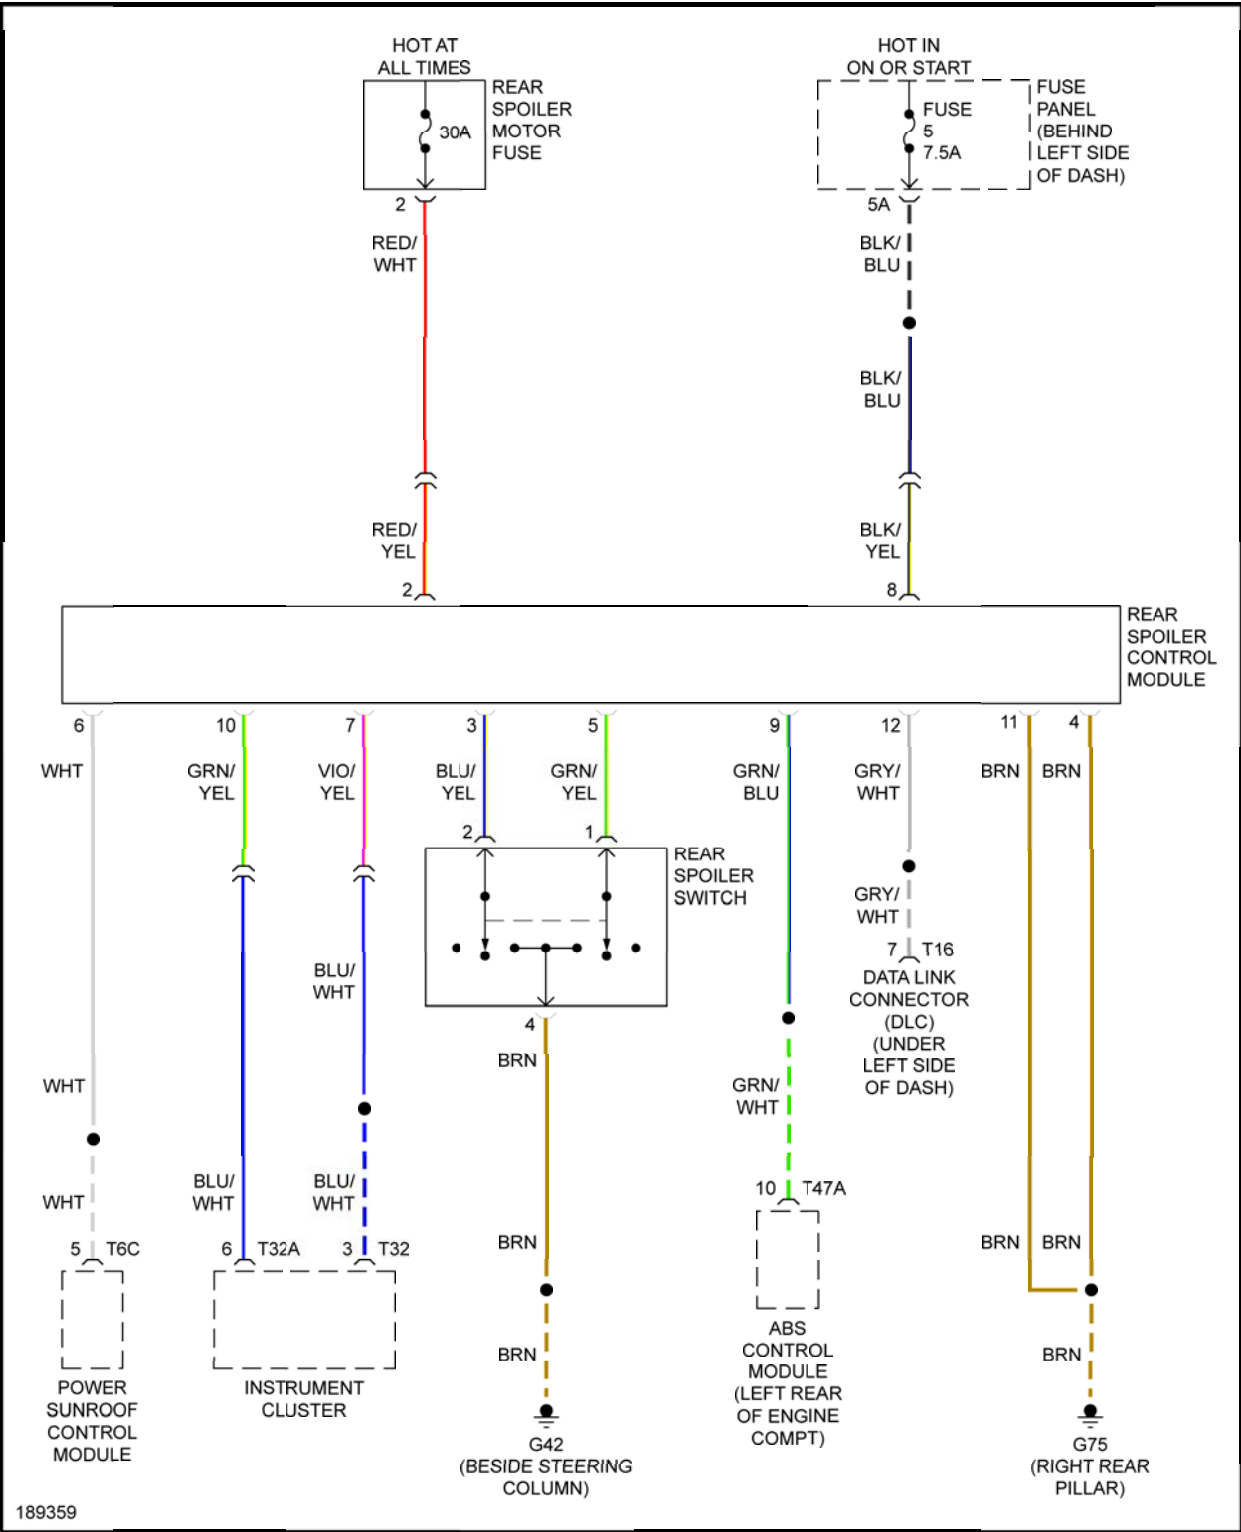 HOT AT
ALL TIMES
REAR
SPOILER
MOTOR
FUSE
30A
2
RED/
WHT
RED/
YEL
2
HOT IN
ON OR START
FUSE
5
7.5A
FUSE
PANEL
(BEHIND
LEFT SIDE
OF DASH)
5A
BLK/
BLU
BLK/
BLU
BLK/
YEL
8
REAR
SPOILER
CONTROL
MODULE
6
10
7
3
5
9
12
11
4
WHT
GRN/
YEL
VIO/
YEL
BLU/
YEL
GRN/
YEL
GRN/
BLU
GRY/
WHT
BRN
BRN
2
1
REAR
SPOILER
SWITCH
GRY/
WHT
7
T16
DATA LINK
CONNECTOR
(DLC)
(UNDER
LEFT SIDE
OF DASH)
BLU/
WHT
4
BRN
WHT
GRN/
WHT
WHT
BLU/
WHT
BLU/
WHT
10
T47A
5
T6C
6
T32A
3
T32
BRN
BRN
BRN
POWER
SUNROOF
CONTROL
MODULE
INSTRUMENT
CLUSTER
BRN
G42
(BESIDE STEERING
COLUMN)
ABS
CONTROL
MODULE
(LEFT REAR
OF ENGINE
COMPT)
BRN
G75
(RIGHT REAR
PILLAR)
189359